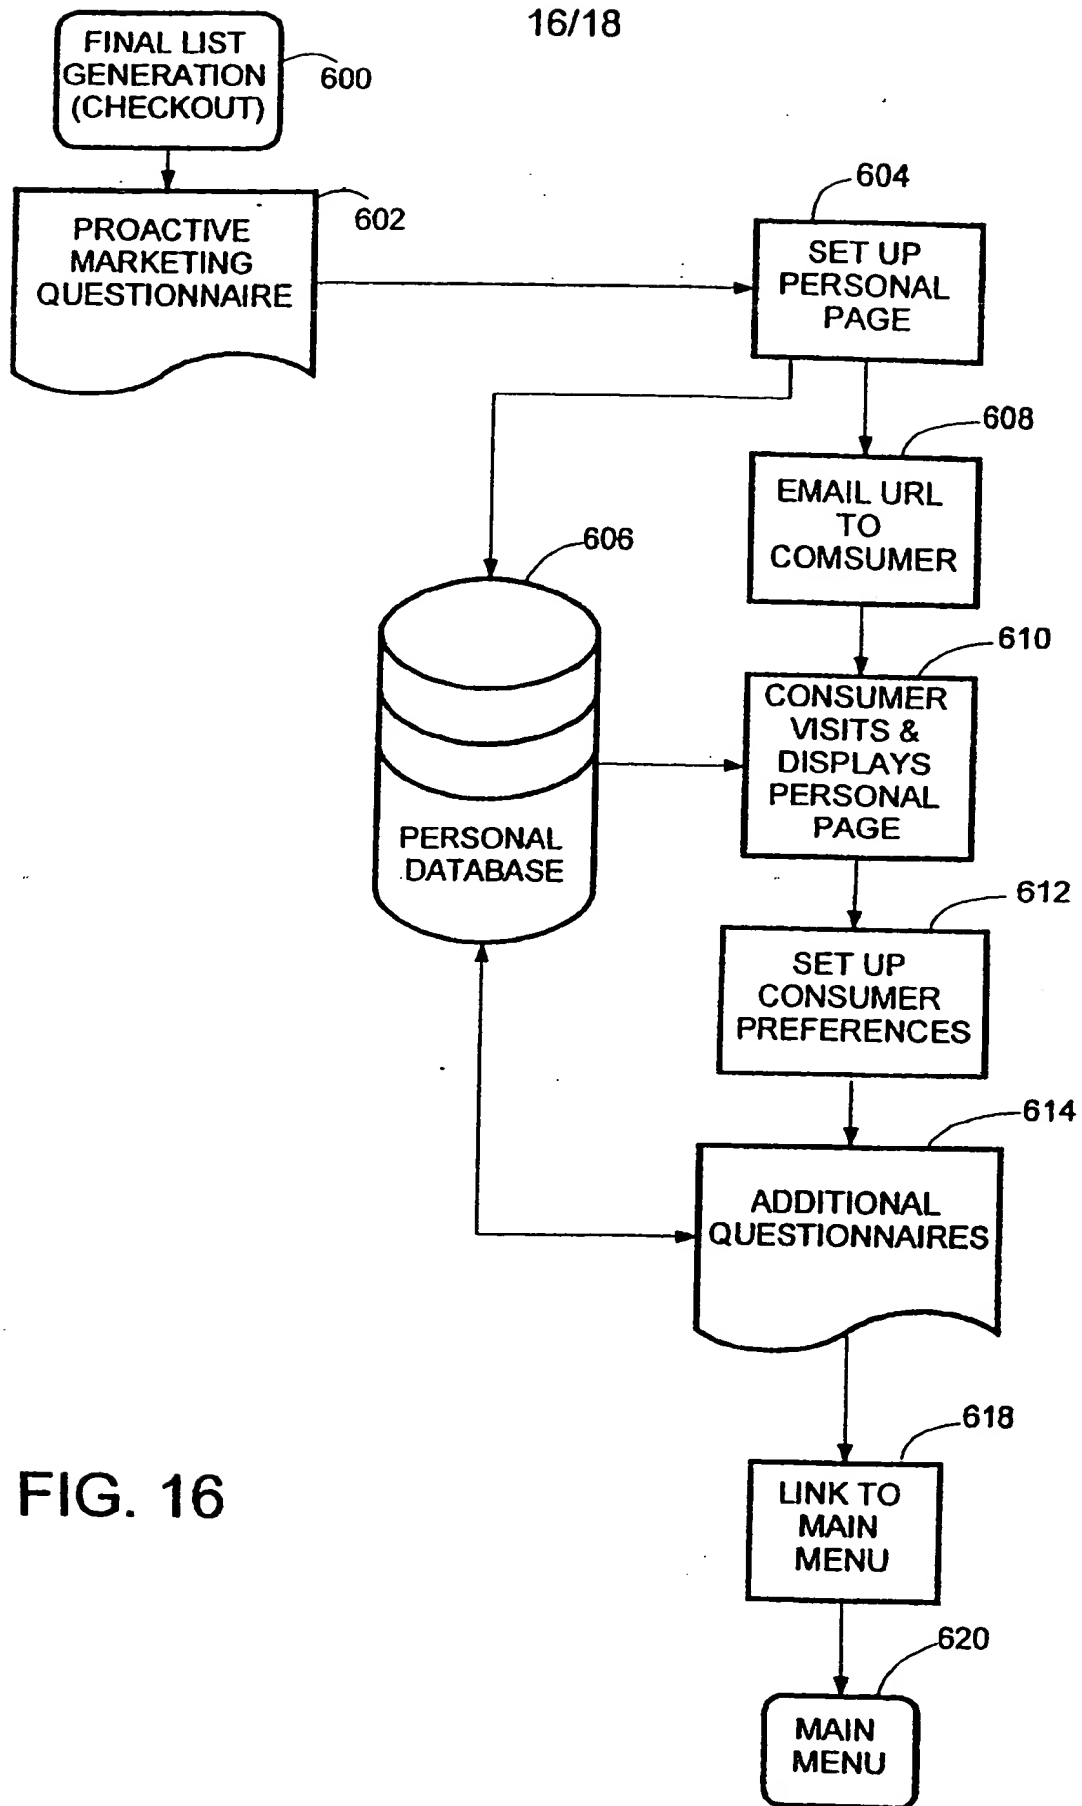 16/18
FINAL LIST
GENERATION
(CHECKOUT)
600
PROACTIVE
MARKETING
QUESTIONNAIRE
602
604
SET UP
PERSONAL
PAGE
608
EMAIL URL
TO
COMSUMER
606
PERSONAL
DATABASE
610
CONSUMER
VISITS &
DISPLAYS
PERSONAL
PAGE
612
SET UP
CONSUMER
PREFERENCES
614
ADDITIONAL
QUESTIONNAIRES
618
LINK TO
MAIN
MENU
620
MAIN
MENU
FIG. 16